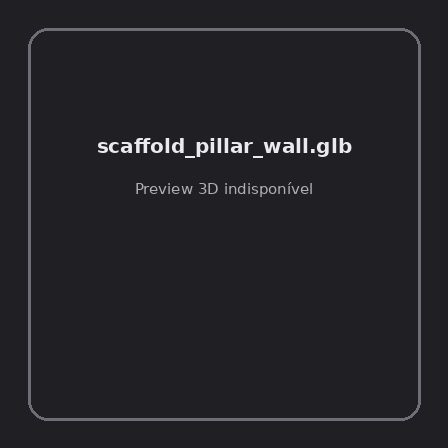 scaffold_pillar_wall.glb
Preview 3D indisponível